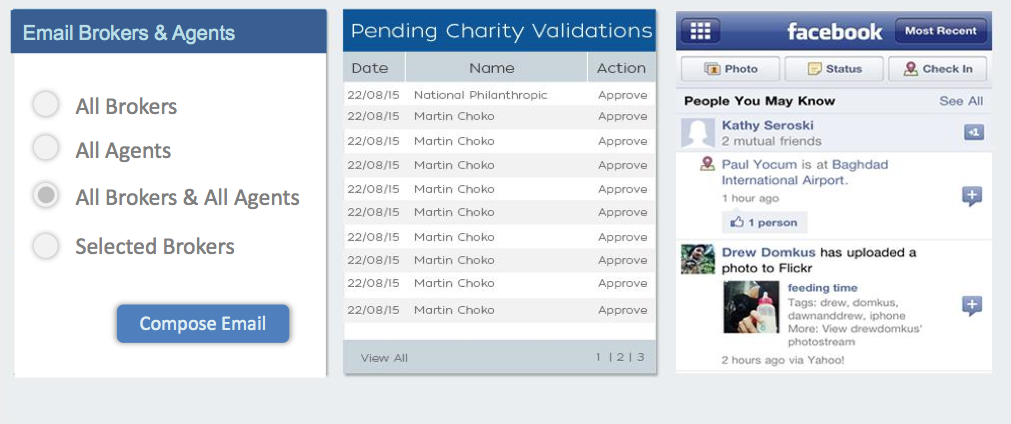 Email Brokers & Agents
All Brokers
All Agents
All Brokers & All Agents
Selected Brokers
Compose Email
Pending Charity Validations
Date Name Action
22/08/15 National Philanthropic Approve
22/08/15 Martin Choko Approve
22/08/15 Martin Choko Approve
22/08/15 Martin Choko Approve
22/08/15 Martin Choko Approve
22/08/15 Martin Choko Approve
22/08/15 Martin Choko Approve
22/08/15 Martin Choko Approve
22/08/15 Martin Choko Approve
22/08/15 Martin Choko Approve
View All 1 | 2 | 3
facebook Most Recent
Photo Status Check In
People You May Know See All
Kathy Seroski
+1
2 mutual friends
Paul Yocum is at Baghdad
International Airport.
1 hour ago
1 person
Drew Domkus has uploaded a
photo to Flickr
feeding time
Tags: drew, domkus,
dawnanddrew, iphone
More: View drewdomkus'
photostream
2 hours ago via Yahoo!